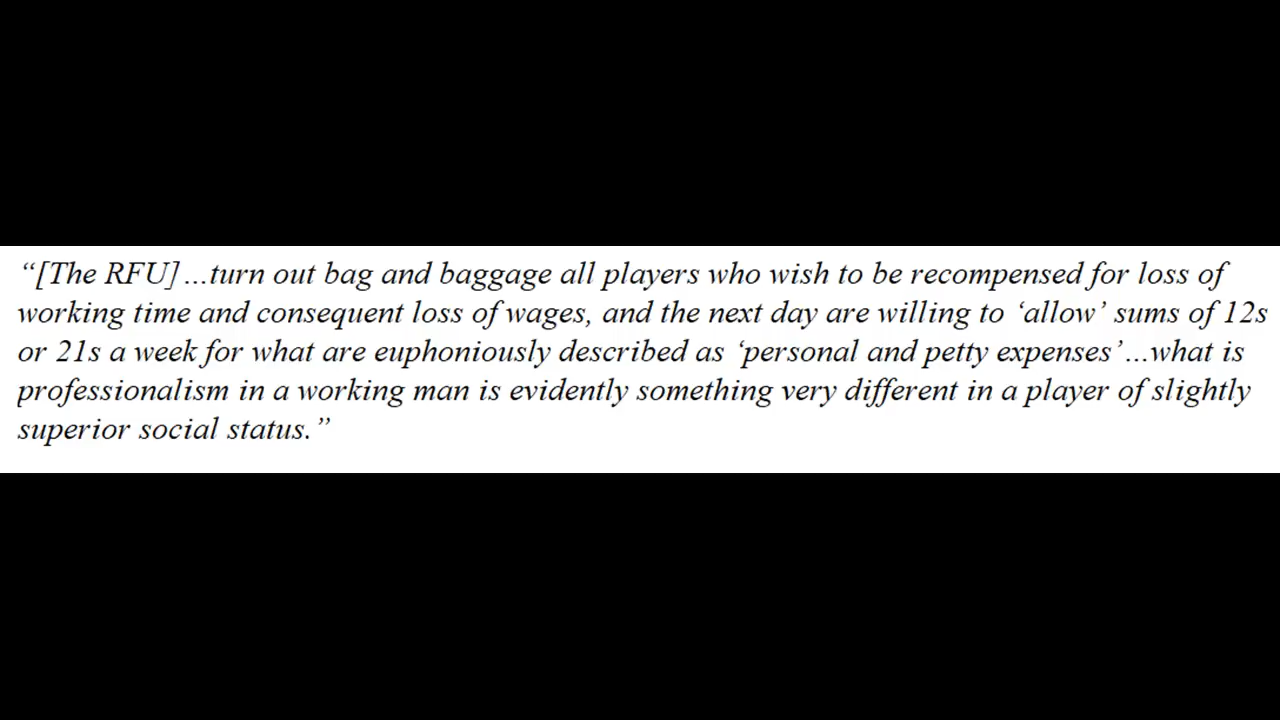 “[The RFU]…turn out bag and baggage all players who wish to be recompensed for loss of
working time and consequent loss of wages, and the next day are willing to ‘allow’ sums of 12s
or 21s a week for what are euphoniously described as ‘personal and petty expenses’…what is
professionalism in a working man is evidently something very different in a player of slightly
superior social status.”